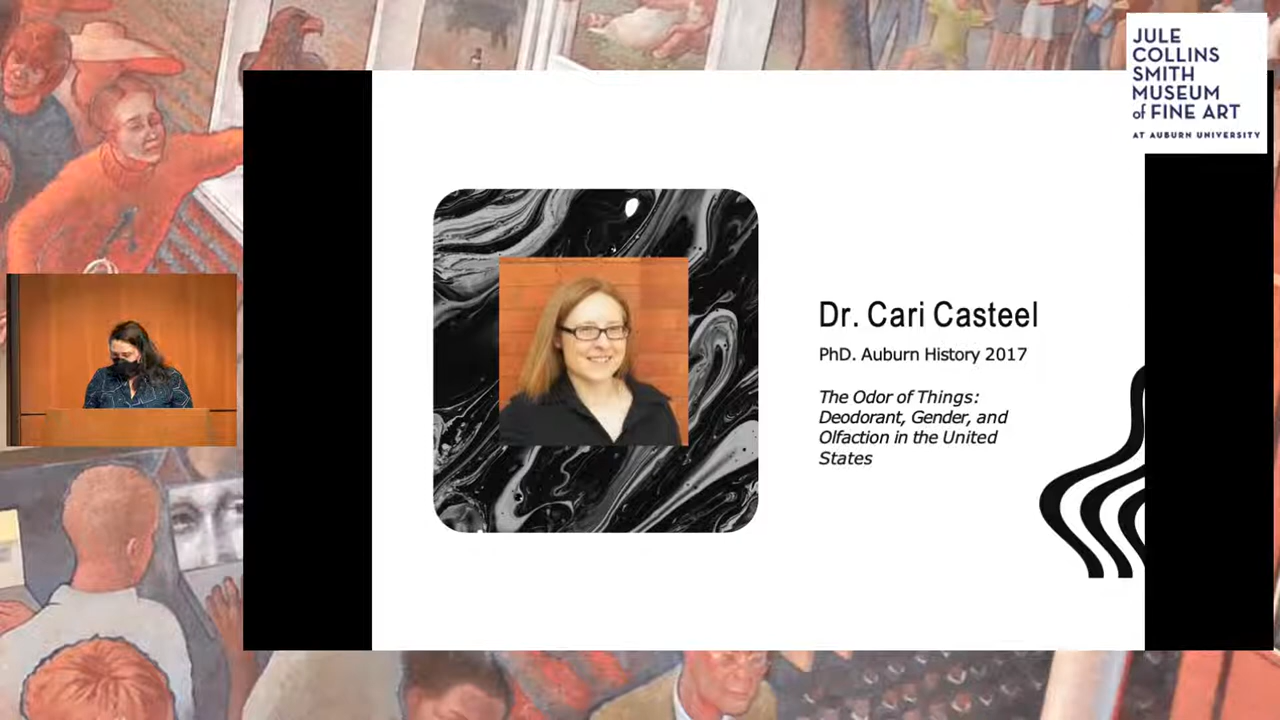 JULE
COLLINS
SMITH
MUSEUM
of FINE ART
AT AUBURN UNIVERSITY
Dr. Cari Casteel
PhD. Auburn History 2017
The Odor of Things:
Deodorant, Gender, and
Olfaction in the United
States